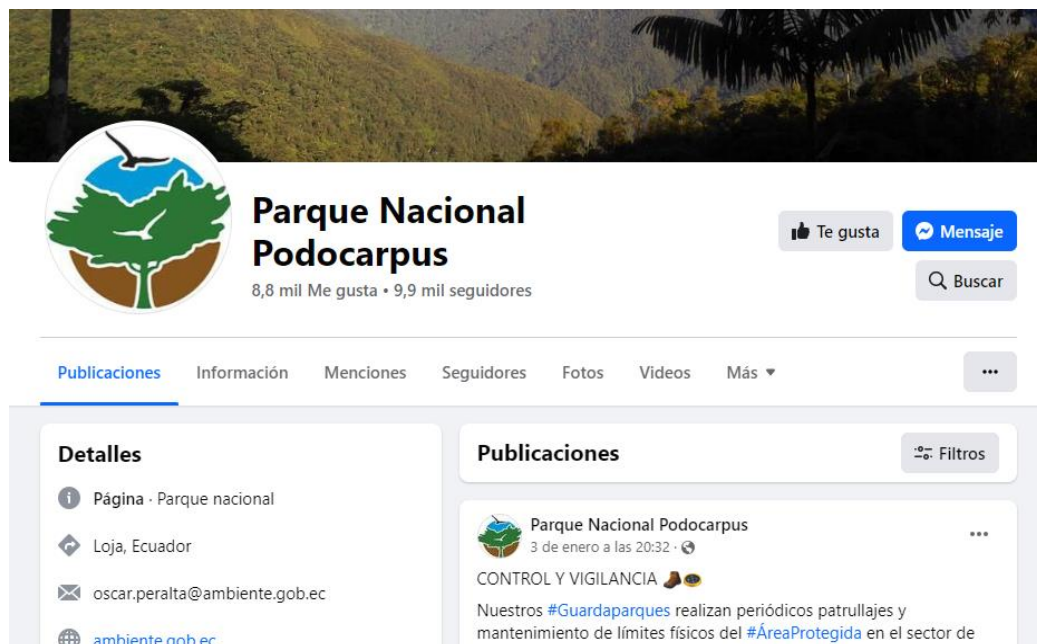 Parque Nacional
Podocarpus
8,8 mil Me gusta • 9,9 mil seguidores
Te gusta
Mensaje
Buscar
Publicaciones Información Menciones Seguidores Fotos Videos Más
Detalles
Página · Parque nacional
Loja, Ecuador
oscar.peralta@ambiente.gob.ec
ambiente.gob.ec
Publicaciones
Filtros
Parque Nacional Podocarpus
3 de enero a las 20:32 ·
CONTROL Y VIGILANCIA
Nuestros #Guardaparques realizan periódicos patrullajes y
mantenimiento de límites físicos del #ÁreaProtegida en el sector de